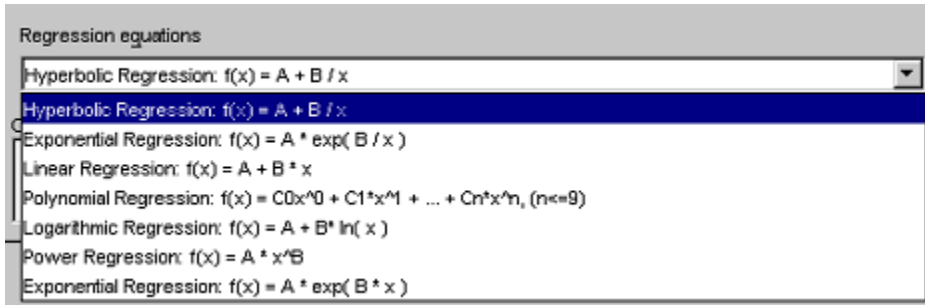 Regression equations
Hyperbolic Regression: f(x) = A + B / x
Hyperbolic Regression: f(x) = A + B / x
Exponential Regression: f(x) = A * exp( B / x )
Linear Regression: f(x) = A + B * x
Polynomial Regression: f(x) = C0x^0 + C1*x^1 + ... + Cn*x^n, (n<=9)
Logarithmic Regression: f(x) = A + B* ln( x )
Power Regression: f(x) = A * x^B
Exponential Regression: f(x) = A * exp( B * x )